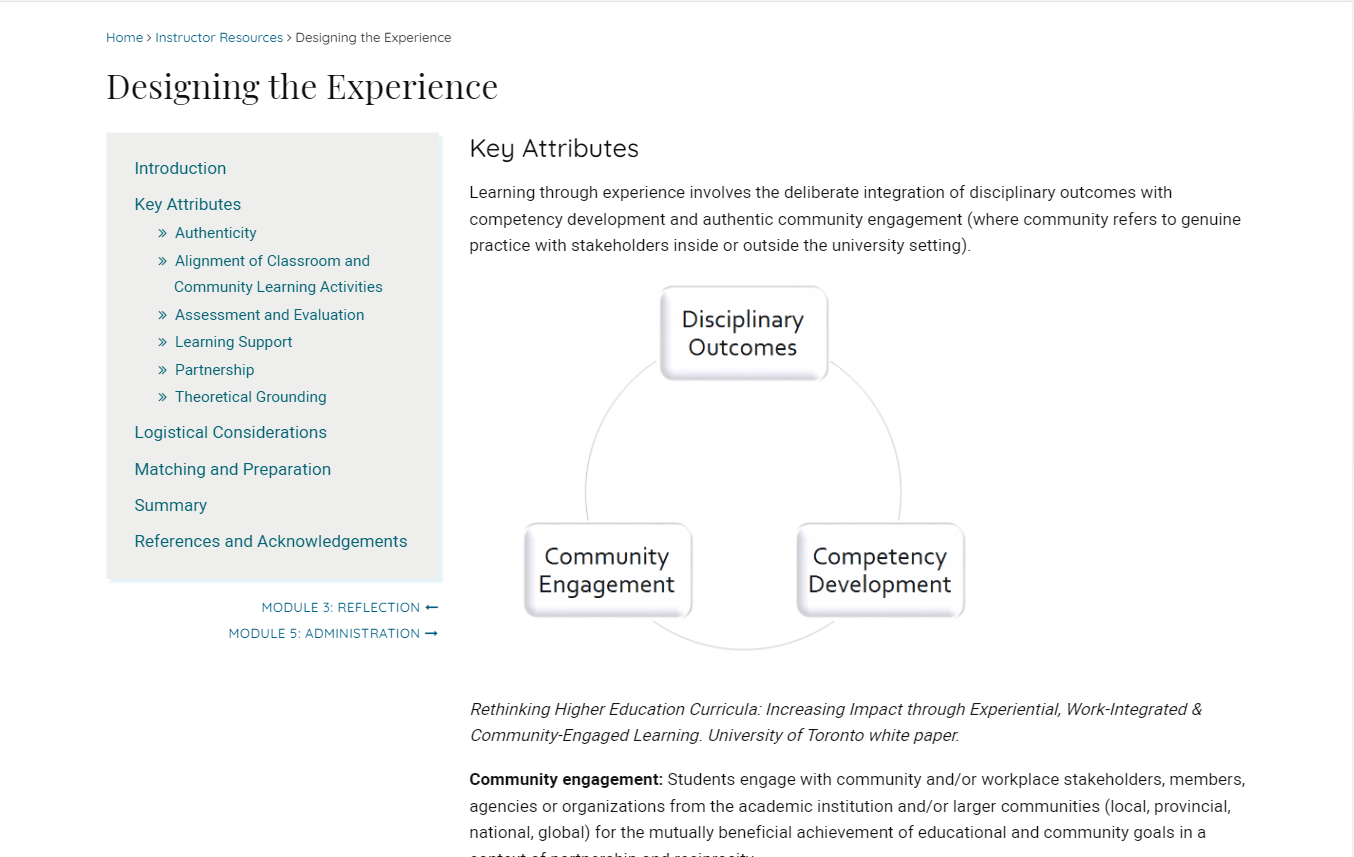 Home > Instructor Resources > Designing the Experience
Designing the Experience
Introduction
Key Attributes
» Authenticity
» Alignment of Classroom and
Community Learning Activities
» Assessment and Evaluation
» Learning Support
» Partnership
» Theoretical Grounding
Logistical Considerations
Matching and Preparation
Summary
References and Acknowledgements
MODULE 3: REFLECTION ←
MODULE 5: ADMINISTRATION →
Key Attributes
Learning through experience involves the deliberate integration of disciplinary outcomes with
competency development and authentic community engagement (where community refers to genuine
practice with stakeholders inside or outside the university setting).
Disciplinary
Outcomes
Community
Engagement
Competency
Development
Rethinking Higher Education Curricula: Increasing Impact through Experiential, Work-Integrated &
Community-Engaged Learning. University of Toronto white paper.
Community engagement: Students engage with community and/or workplace stakeholders, members,
agencies or organizations from the academic institution and/or larger communities (local, provincial,
national, global) for the mutually beneficial achievement of educational and community goals in a
context of partnership and reciprocity.